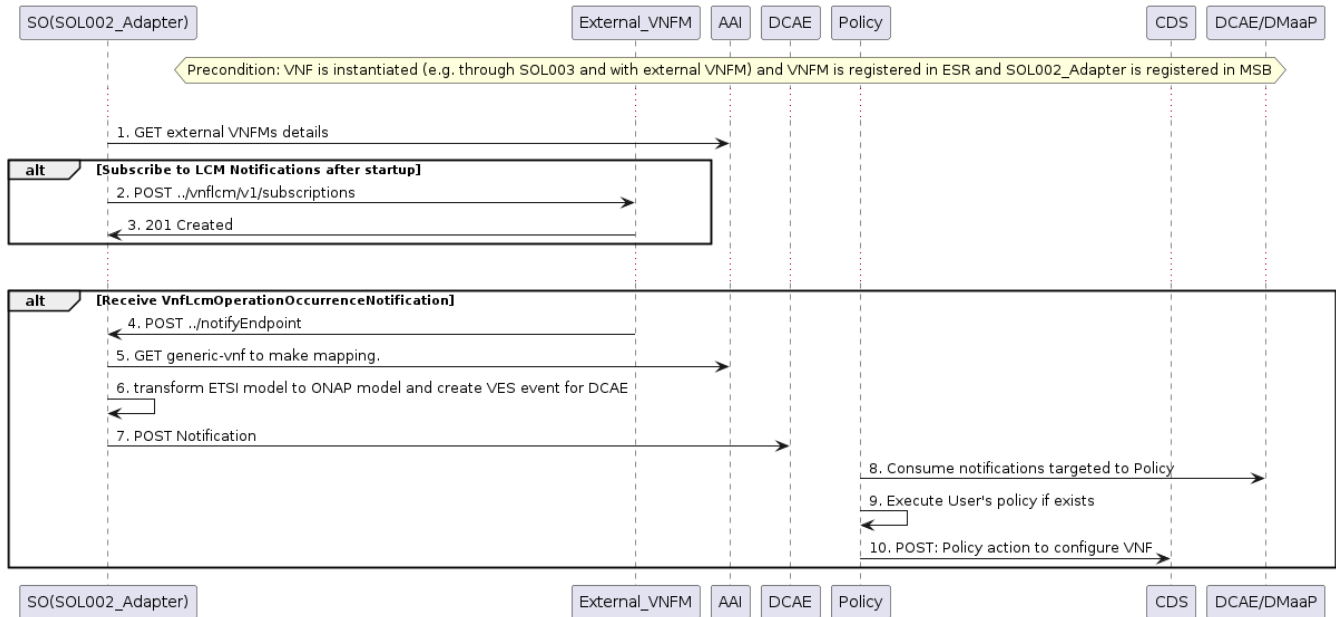 SO(SOL002_Adapter) External_VNFM AAI DCAE Policy CDS DCAE/DMaaP
Precondition: VNF is instantiated (e.g. through SOL003 and with external VNFM) and VNFM is registered in ESR and SOL002_Adapter is registered in MSB
1. GET external VNFMs details
alt [Subscribe to LCM Notifications after startup]
2. POST ../vnflcm/v1/subscriptions
3. 201 Created
alt [Receive VnfLcmOperationOccurrenceNotification]
4. POST ../notifyEndpoint
5. GET generic-vnf to make mapping.
6. transform ETSI model to ONAP model and create VES event for DCAE
7. POST Notification
8. Consume notifications targeted to Policy
9. Execute User's policy if exists
10. POST: Policy action to configure VNF
SO(SOL002_Adapter) External_VNFM AAI DCAE Policy CDS DCAE/DMaaP